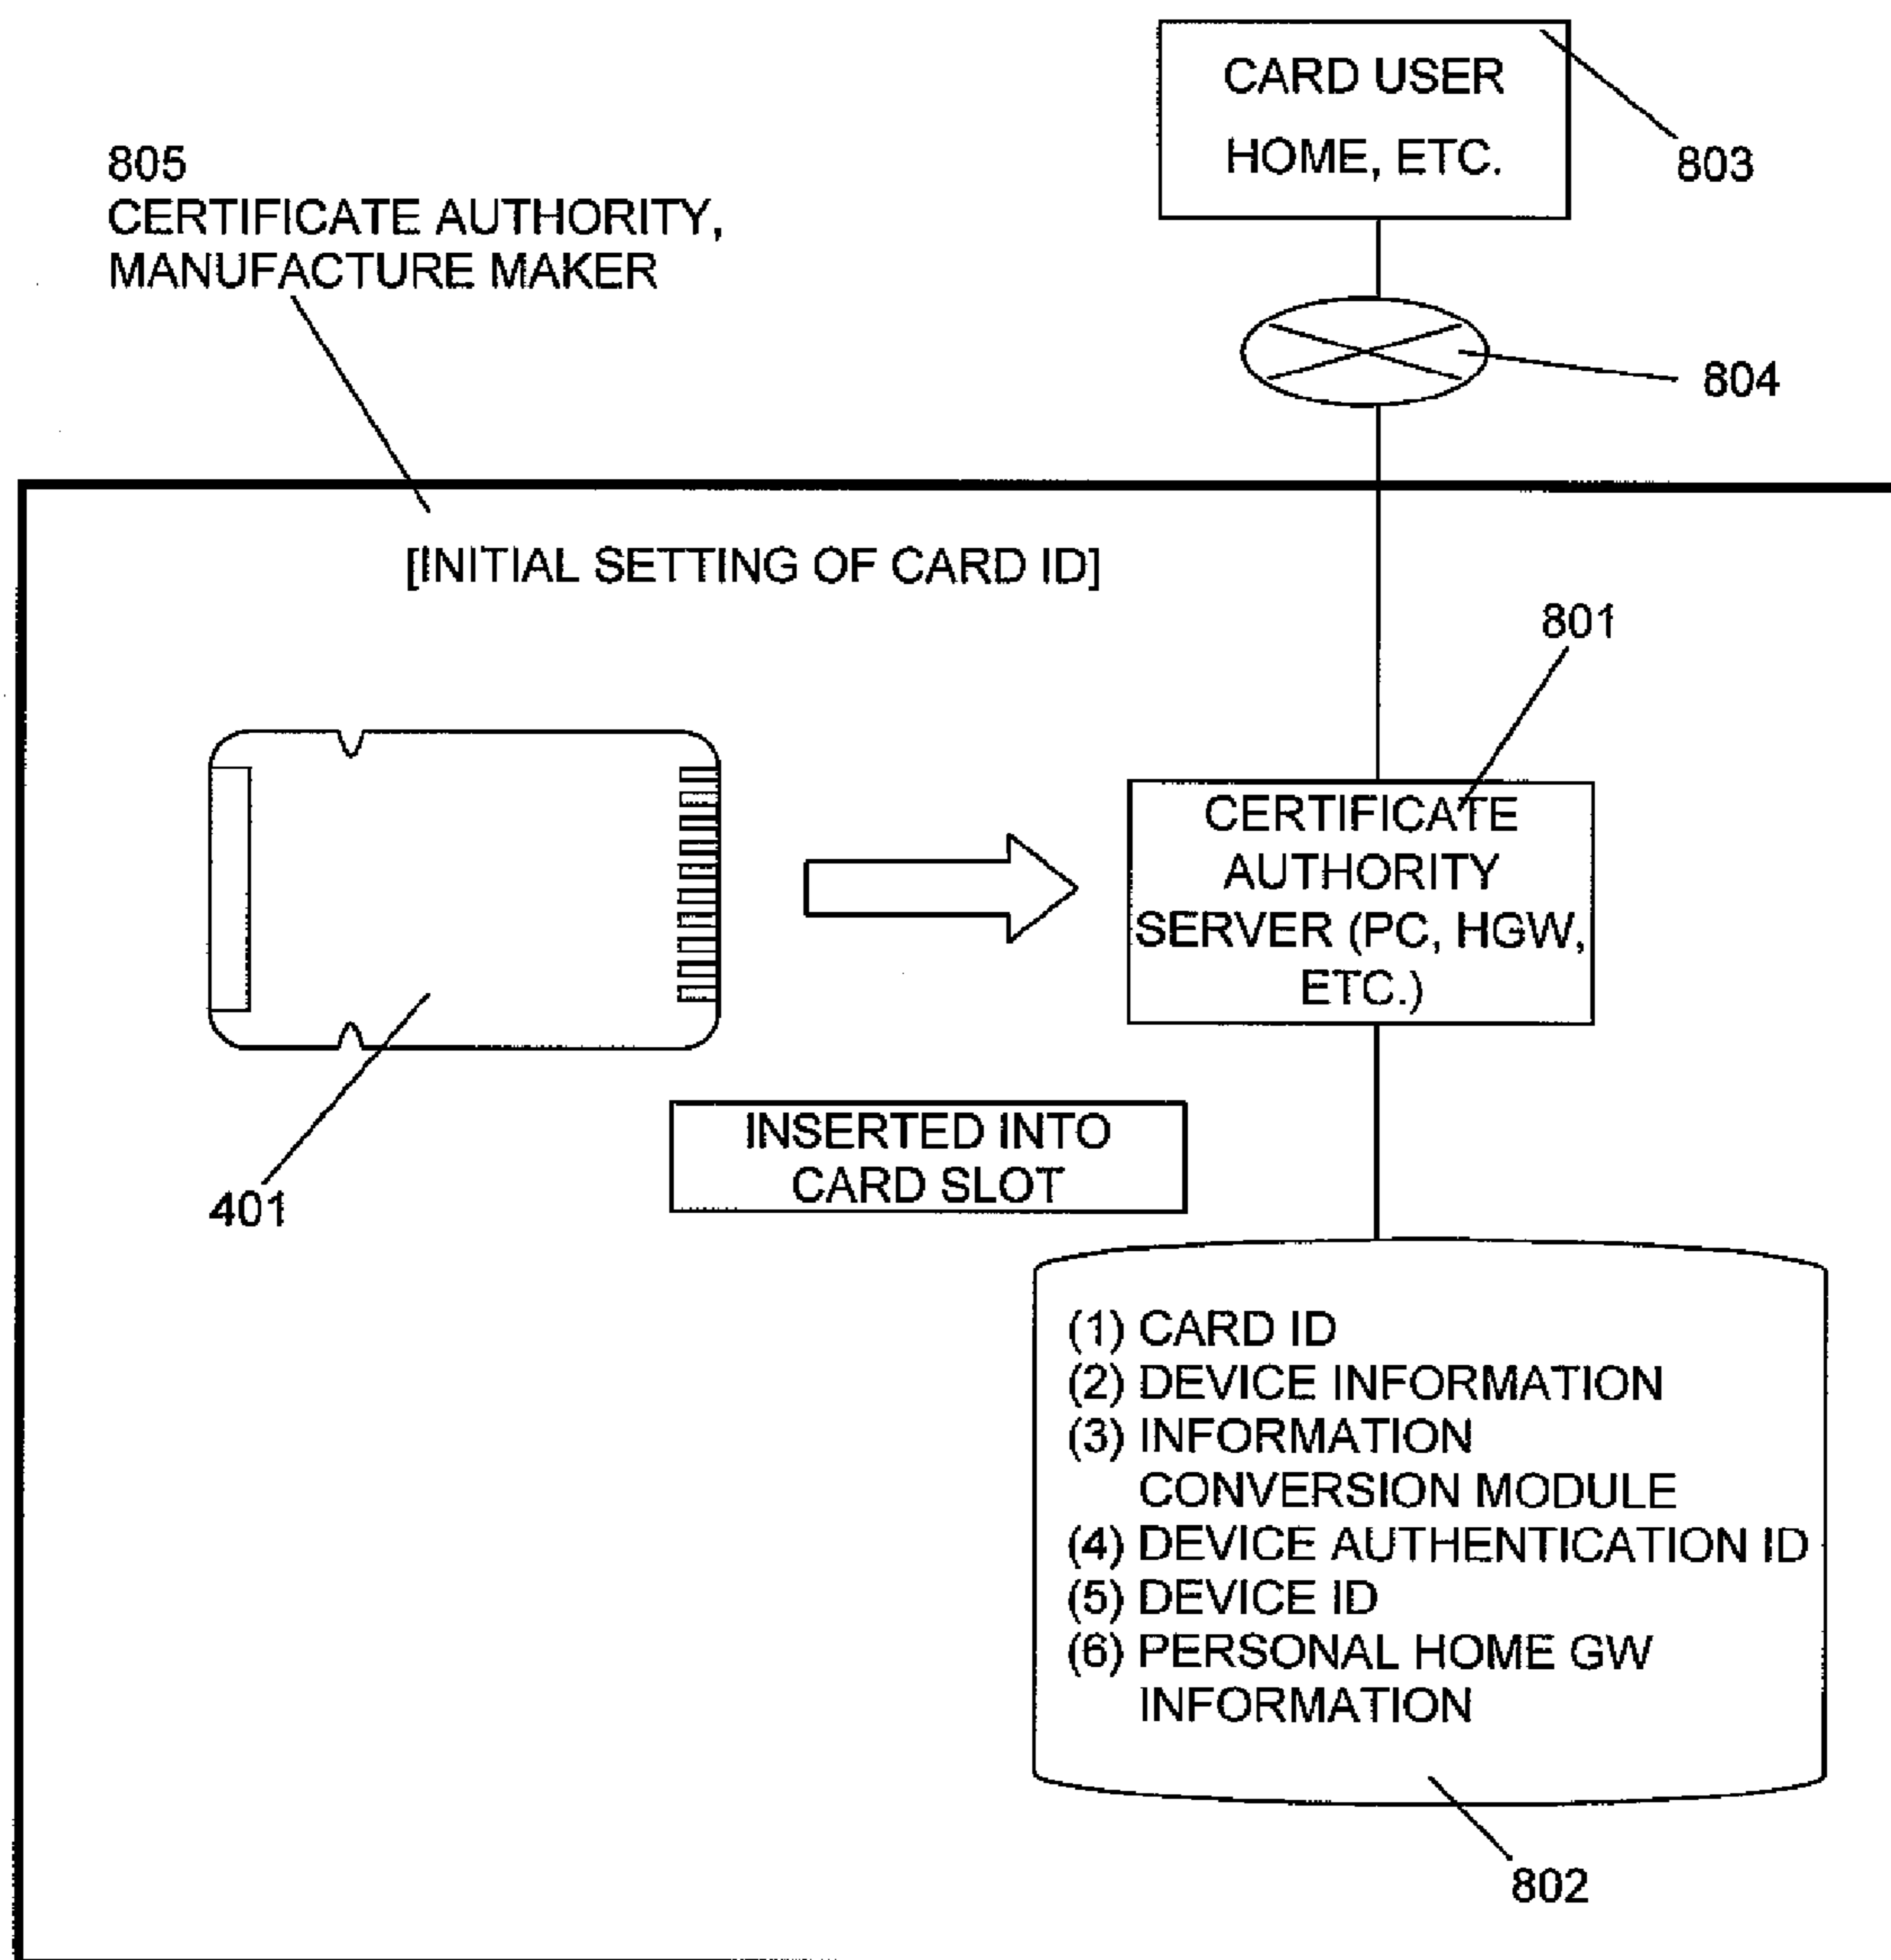 CARD USER
HOME, ETC.
803
805
CERTIFICATE AUTHORITY,
MANUFACTURE MAKER
804
[INITIAL SETTING OF CARD ID]
801
CERTIFICATE
AUTHORITY
SERVER (PC, HGW,
ETC.)
INSERTED INTO
CARD SLOT
401
(1) CARD ID
(2) DEVICE INFORMATION
(3) INFORMATION
CONVERSION MODULE
(4) DEVICE AUTHENTICATION ID
(5) DEVICE ID
(6) PERSONAL HOME GW
INFORMATION
802